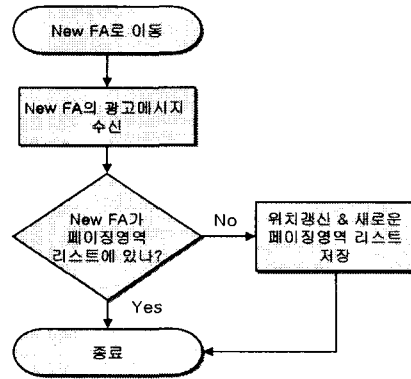 New FA로 이동
New FA의 광고메시지
수신
New FA가
페이징영역
리스트에 있나?
No
위치갱신 & 새로운
페이징영역 리스트
저장
Yes
종료